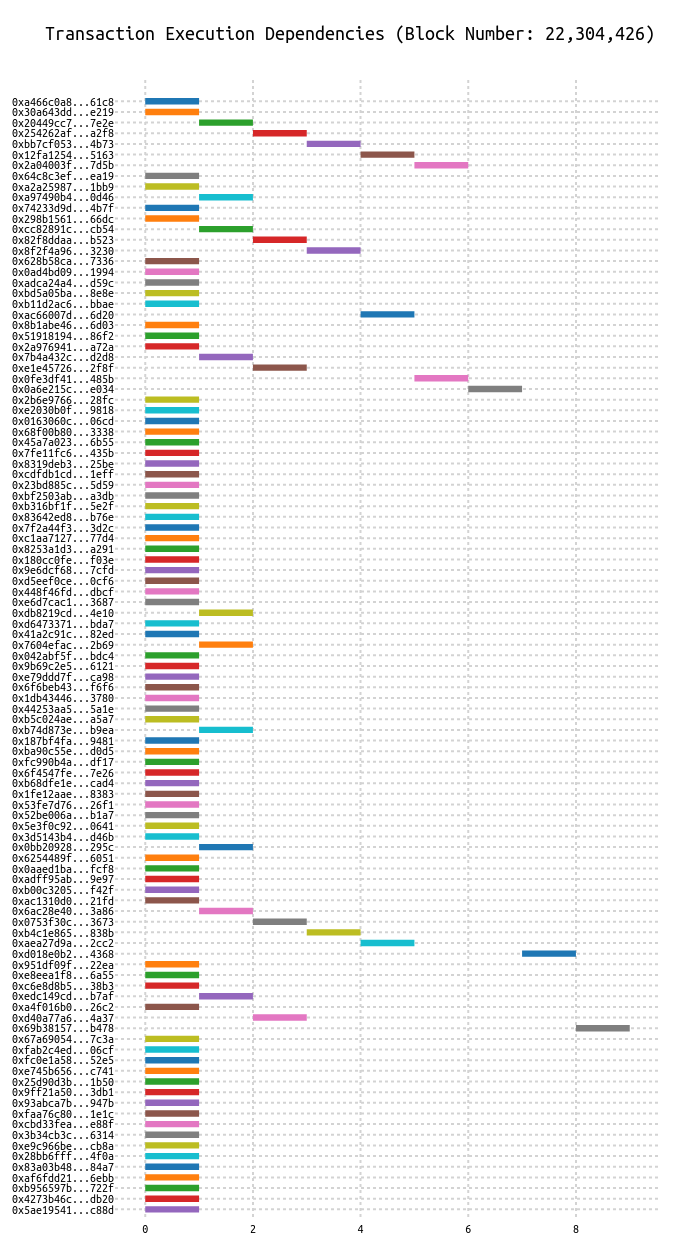 Transaction Execution Dependencies (Block Number: 22,304,426)
0xa466c0a8...61c8
0x30a643dd...e219
0x20449cc7...7e2e
0x254262af...a2f8
0xbb7cf053...4b73
0x12fa1254...5163
0x2a04003f...7d5b
0x64c8c3ef...ea19
0xa2a25987...1bb9
0xa97490b4...0d46
0x74233d9d...4b7f
0x298b1561...66dc
0xcc82891c...cb54
0x82f8ddaa...b523
0x8f2f4a96...3230
0x628b58ca...7336
0x0ad4bd09...1994
0xadca24a4...d59c
0xbd5a05ba...8e8e
0xb11d2ac6...bbae
0xac66007d...6d20
0x8b1abe46...6d03
0x51918194...86f2
0x2a976941...a72a
0x7b4a432c...d2d8
0xe1e45726...2f8f
0x0fe3df41...485b
0x0a6e215c...e034
0x2b6e9766...28fc
0xe2030b0f...9818
0x0163060c...06cd
0x68f00b80...3338
0x45a7a023...6b55
0x7fe11fc6...435b
0x8319deb3...25be
0xcdfdb1cd...1eff
0x23bd885c...5d59
0xbf2503ab...a3db
0xb316bf1f...5e2f
0x83642ed8...b76e
0x7f2a44f3...3d2c
0xc1aa7127...77d4
0x8253a1d3...a291
0x180cc0fe...f03e
0x9e6dcf68...7cfd
0xd5eef0ce...0cf6
0x448f46fd...dbcf
0xe6d7cac1...3687
0xdb8219cd...4e10
0xd6473371...bda7
0x41a2c91c...82ed
0x7604efac...2b69
0x042abf5f...bdc4
0x9b69c2e5...6121
0xe79ddd7f...ca98
0x6f6beb43...f6f6
0x1db43446...3780
0x44253aa5...5a1e
0xb5c024ae...a5a7
0xb74d873e...b9ea
0x187bf4fa...9481
0xba90c55e...d0d5
0xfc990b4a...df17
0x6f4547fe...7e26
0xb68dfe1e...cad4
0x1fe12aae...8383
0x53fe7d76...26f1
0x52be006a...b1a7
0x5e3f0c92...0641
0x3d5143b4...d46b
0x0bb20928...295c
0x6254489f...6051
0x0aaed1ba...fcf8
0xadff95ab...9e97
0xb00c3205...f42f
0xac1310d0...21fd
0x6ac28e40...3a86
0x0753f30c...3673
0xb4c1e865...838b
0xaea27d9a...2cc2
0xd018e0b2...4368
0x951df09f...22ea
0xe8eea1f8...6a55
0xc6e8d8b5...38b3
0xedc149cd...b7af
0xa4f016b0...26c2
0xd40a77a6...4a37
0x69b38157...b478
0x67a69054...7c3a
0xfab2c4ed...06cf
0xfc0e1a58...52e5
0xe745b656...c741
0x25d90d3b...1b50
0x9ff21a50...3db1
0x93abca7b...947b
0xfaa76c80...1e1c
0xcbd33fea...e88f
0x3b34cb3c...6314
0xe9c966be...cb8a
0x28bb6fff...4f0a
0x83a03b48...84a7
0xaf6fdd21...6ebb
0xb956597b...722f
0x4273b46c...db20
0x5ae19541...c88d
0 2 4 6 8